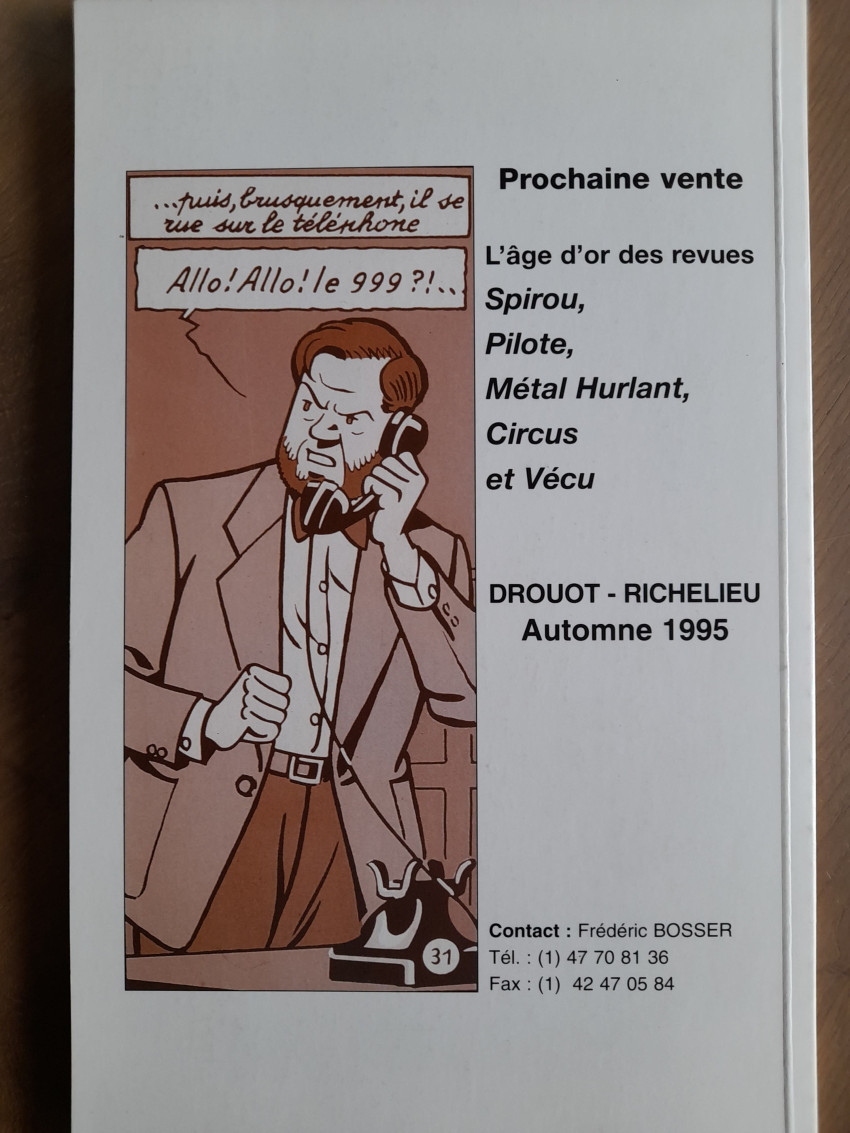 ...puis, brusquement, il se
rue sur le téléphone
Allo! Allo! le 999 ?!...
31
Prochaine vente
L'âge d'or des revues
Spirou,
Pilote,
Métal Hurlant,
Circus
et Vécu
DROUOT - RICHELIEU
Automne 1995
Contact : Frédéric BOSSER
Tél. : (1) 47 70 81 36
Fax : (1) 42 47 05 84